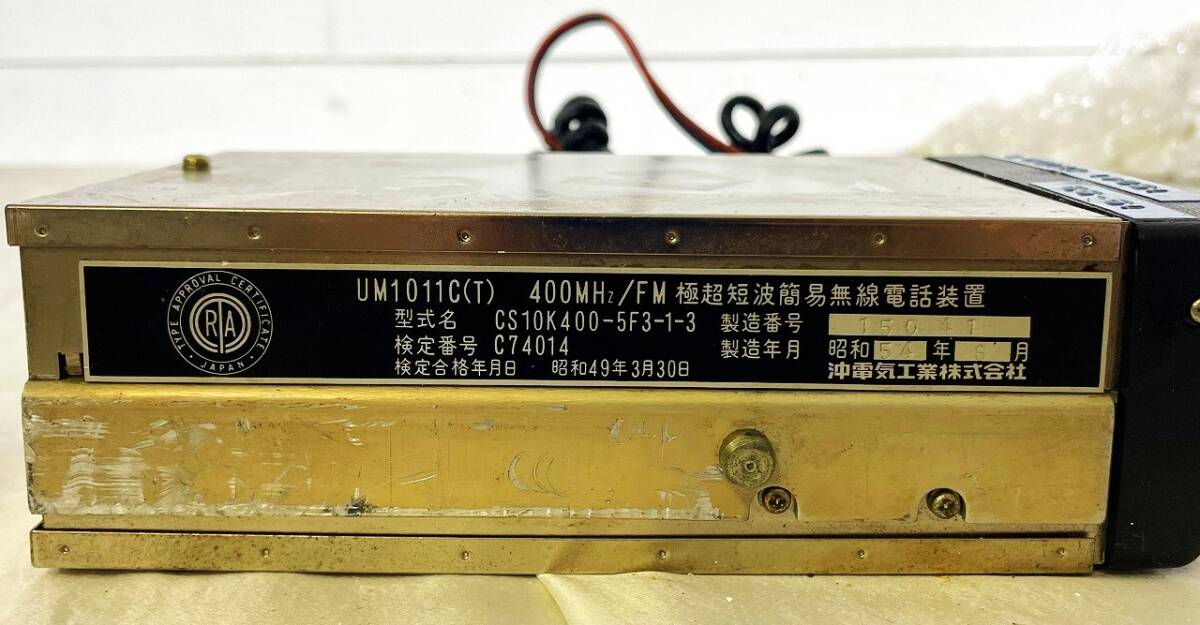 TYPE APPROVAL CERTIFICATE
RTA
JAPAN
UM1011C(T) 400MHz/FM 極超短波簡易無線電話装置
型式名 CS10K400-5F3-1-3 製造番号 15041
検定番号 C74014 製造年月 昭和54年6月
検定合格年月日 昭和49年3月30日 沖電気工業株式会社